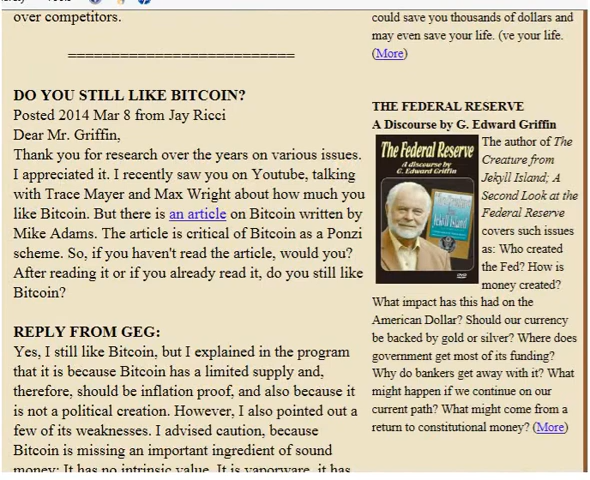 over competitors.
=========================
DO YOU STILL LIKE BITCOIN?
Posted 2014 Mar 8 from Jay Ricci
Dear Mr. Griffin,
Thank you for research over the years on various issues.
I appreciated it. I recently saw you on Youtube, talking
with Trace Mayer and Max Wright about how much you
like Bitcoin. But there is an article on Bitcoin written by
Mike Adams. The article is critical of Bitcoin as a Ponzi
scheme. So, if you haven't read the article, would you?
After reading it or if you already read it, do you still like
Bitcoin?
REPLY FROM GEG:
Yes, I still like Bitcoin, but I explained in the program
that it is because Bitcoin has a limited supply and,
therefore, should be inflation proof, and also because it
is not a political creation. However, I also pointed out a
few of its weaknesses. I advised caution, because
Bitcoin is missing an important ingredient of sound
money: It has no intrinsic value. It is vaporware, it has
could save you thousands of dollars and
may even save your life. (ve your life.
(More)
THE FEDERAL RESERVE
A Discourse by G. Edward Griffin
The Federal Reserve
A discourse by
G. Edward Griffin
DVD
The author of The
Creature from
Jekyll Island; A
Second Look at the
Federal Reserve
covers such issues
as: Who created
the Fed? How is
money created?
What impact has this had on the
American Dollar? Should our currency
be backed by gold or silver? Where does
government get most of its funding?
Why do bankers get away with it? What
might happen if we continue on our
current path? What might come from a
return to constitutional money? (More)